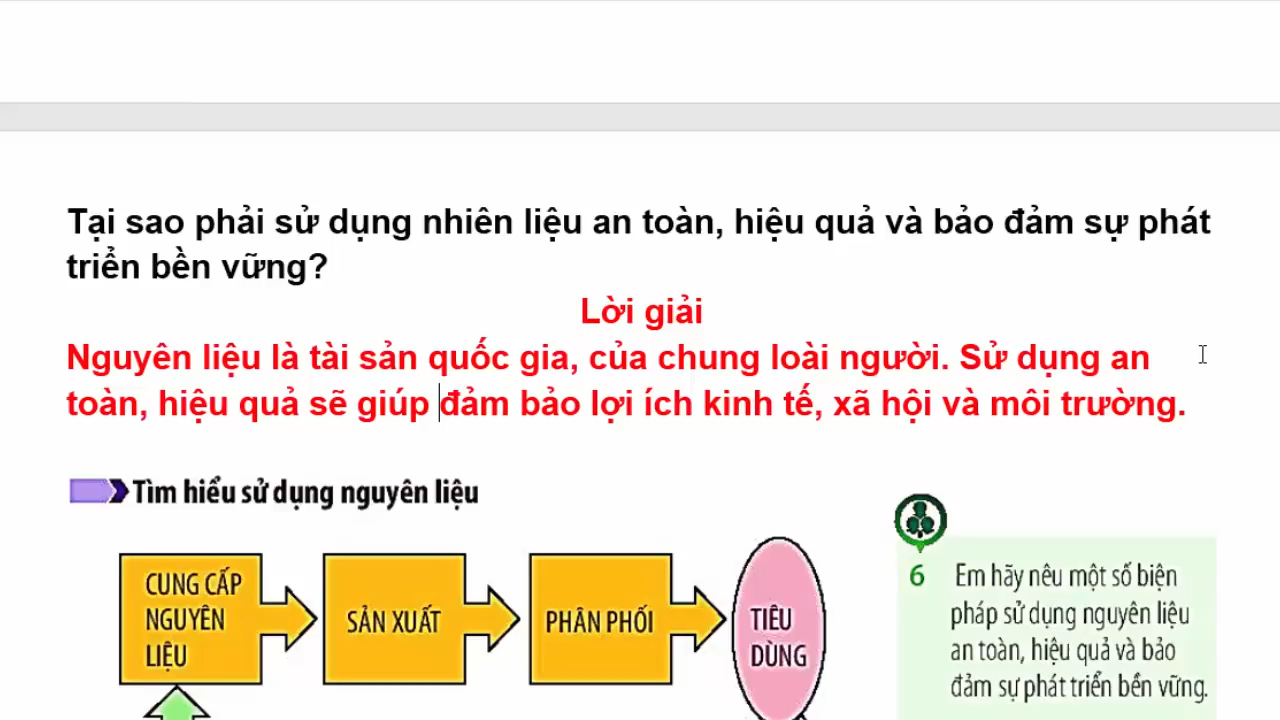 Tại sao phải sử dụng nhiên liệu an toàn, hiệu quả và bảo đảm sự phát
triển bền vững?
Lời giải
Nguyên liệu là tài sản quốc gia, của chung loài người. Sử dụng an
toàn, hiệu quả sẽ giúp đảm bảo lợi ích kinh tế, xã hội và môi trường.
Tìm hiểu sử dụng nguyên liệu
CUNG CẤP
NGUYÊN
LIỆU
SẢN XUẤT
PHÂN PHỐI
TIÊU
DÙNG
6 Em hãy nêu một số biện
pháp sử dụng nguyên liệu
an toàn, hiệu quả và bảo
đảm sự phát triển bền vững.